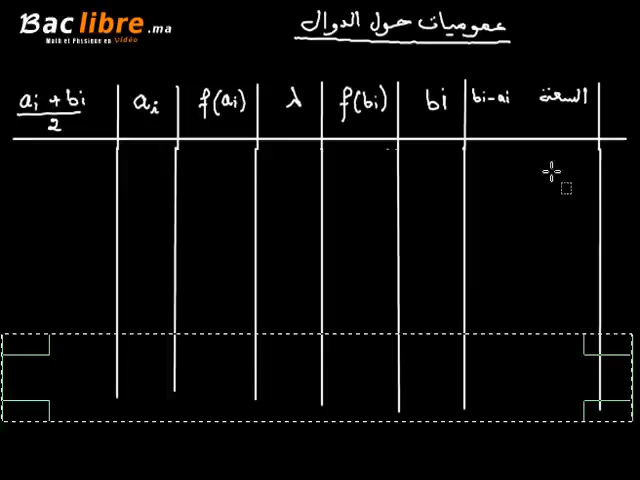 Bac libre.ma
Math et Physique en Vidéo
عموميات حول الدوال
ai + bi / 2 ai f(ai) λ f(bi) bi bi-ai السعة